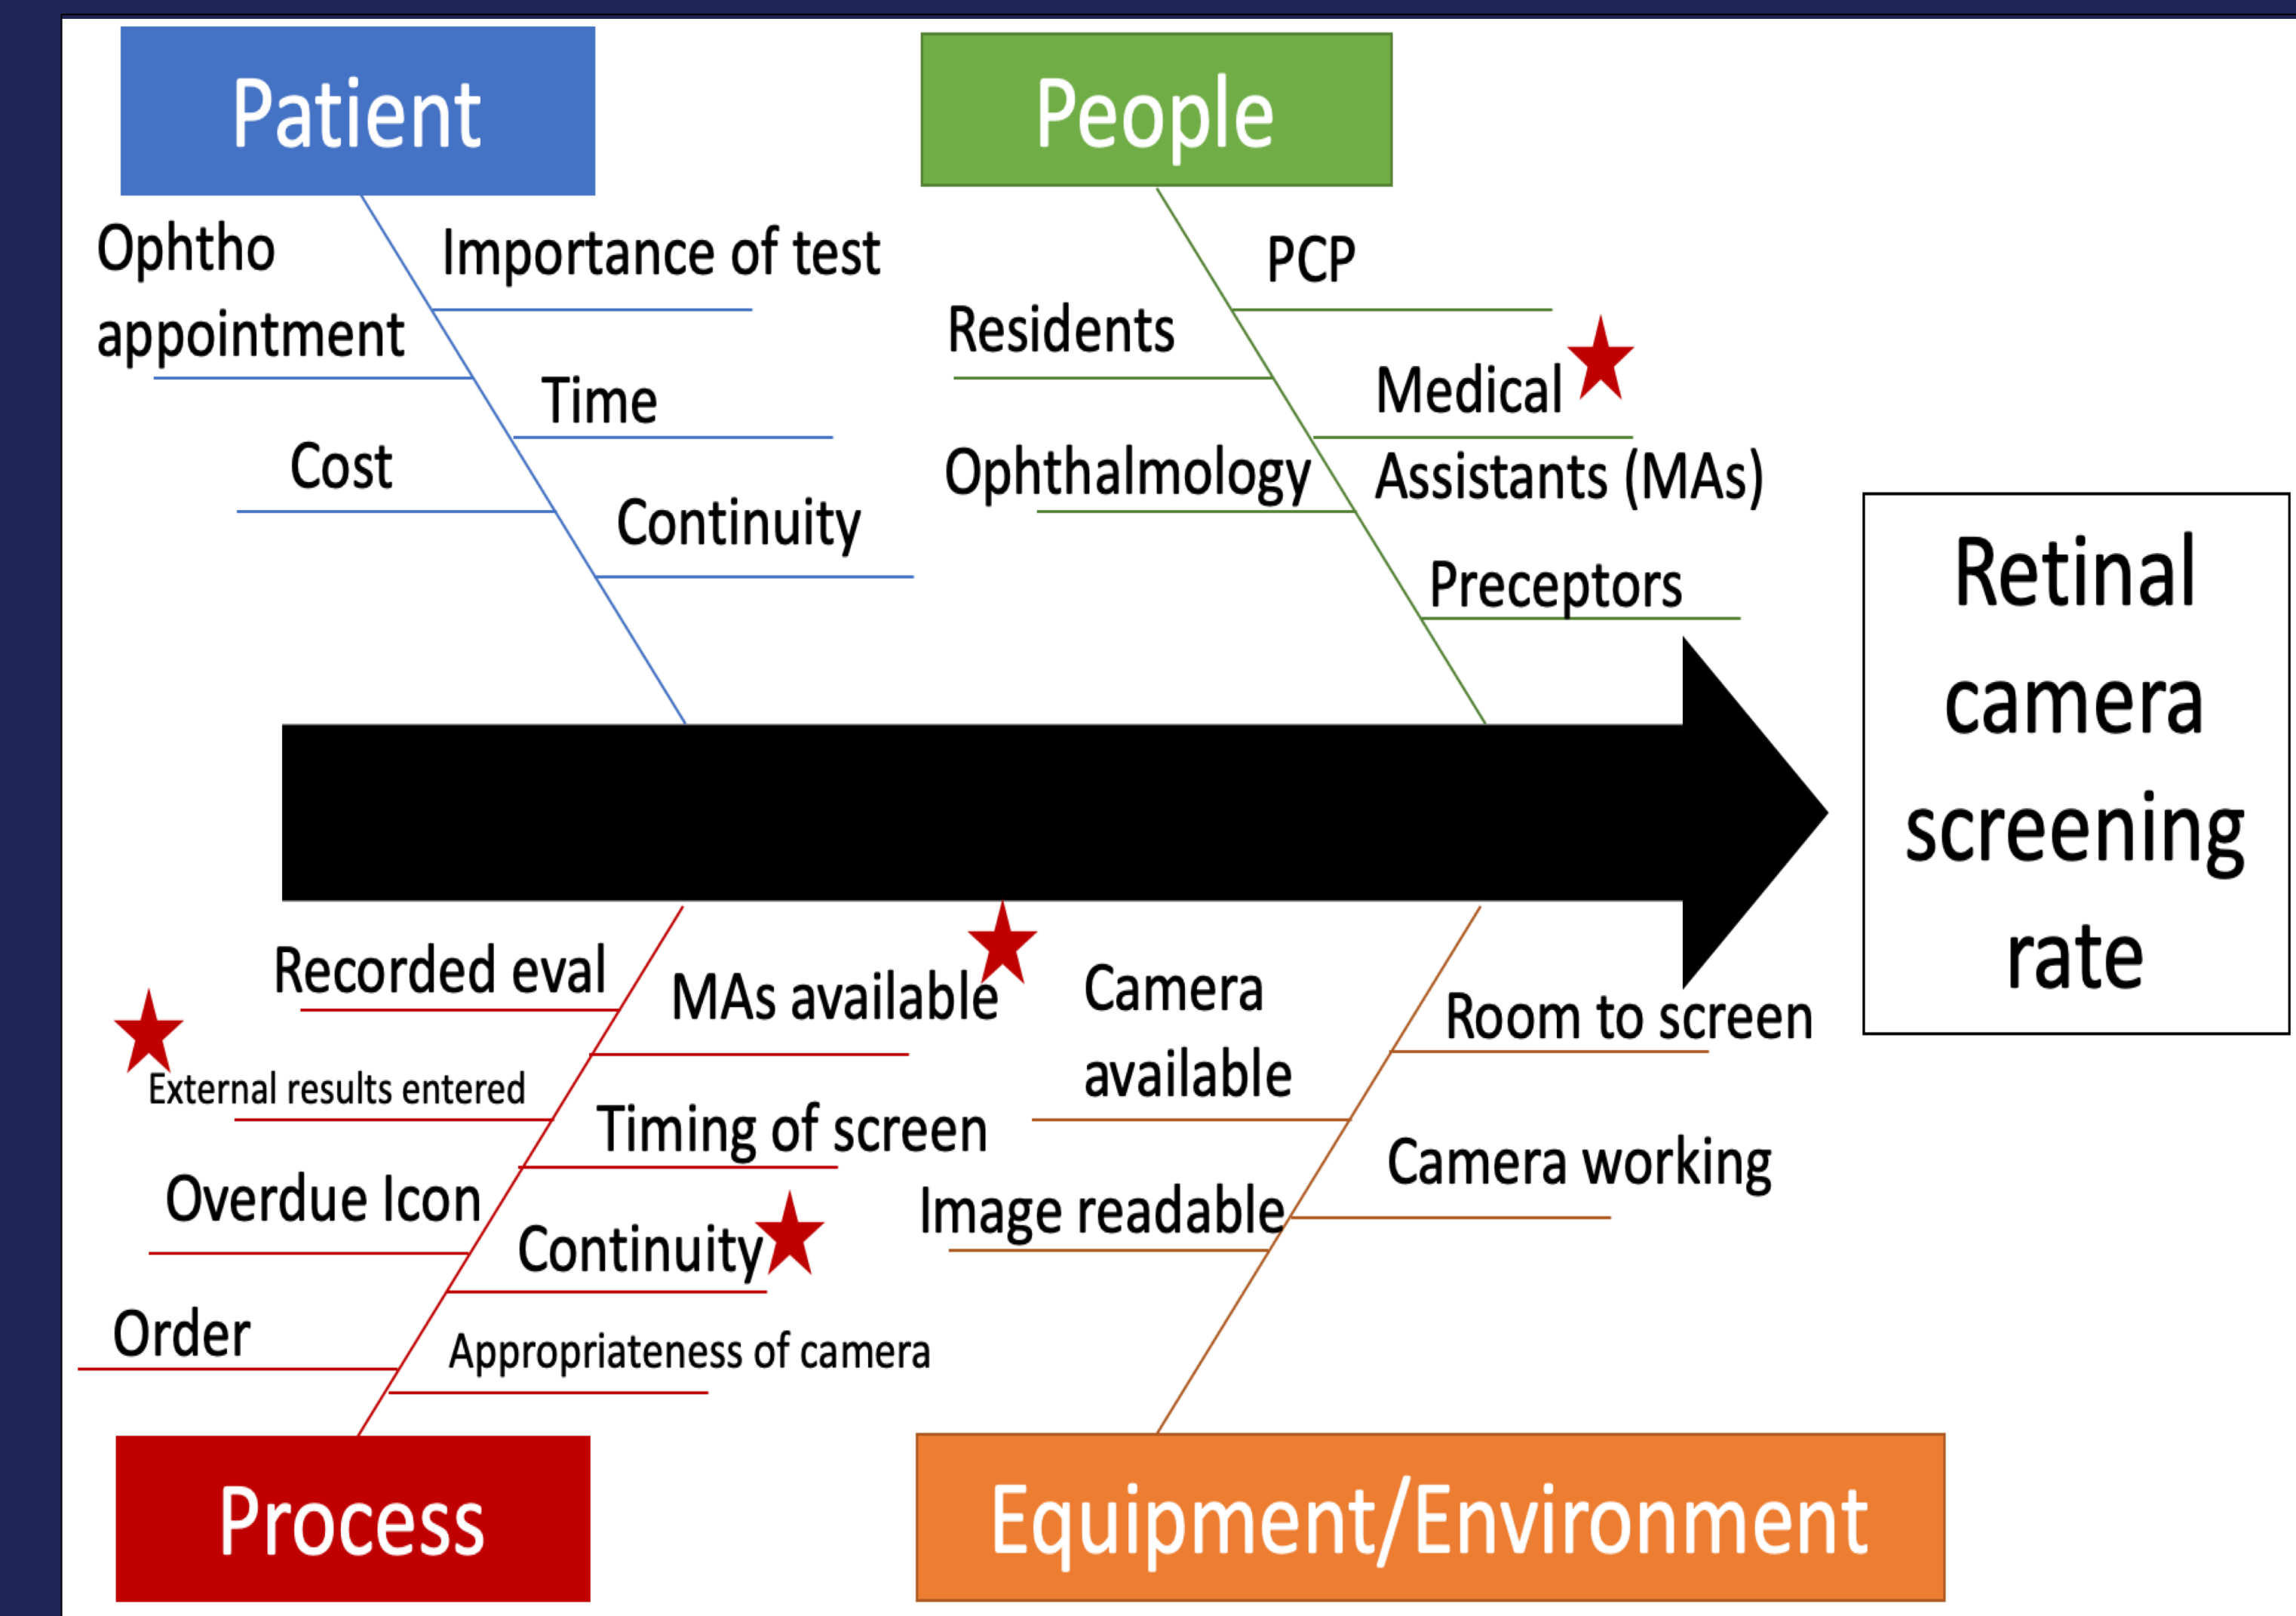 Patient
People
Ophtho
appointment
Importance of test
Time
Cost
Continuity
PCP
Residents
Medical
Assistants (MAs)
Ophthalmology
Preceptors
Retinal
camera
screening
rate
Recorded eval
MAs available
External results entered
Timing of screen
Overdue Icon
Continuity
Order
Appropriateness of camera
Camera
available
Room to screen
Camera working
Image readable
Process
Equipment/Environment